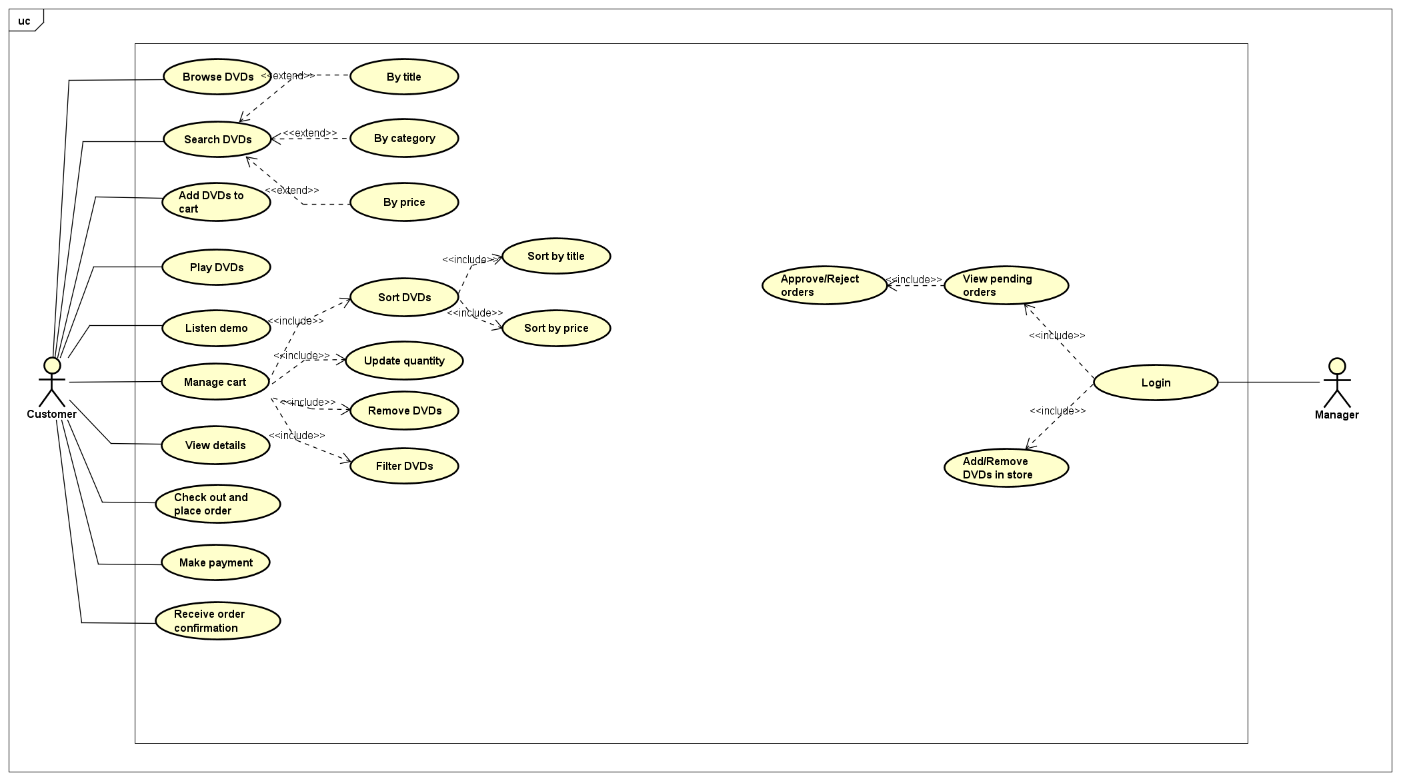 uc
Browse DVDs
<<extend>>
By title
Search DVDs
<<extend>>
By category
Add DVDs to
cart
<<extend>>
By price
Play DVDs
Sort DVDs
<<include>>
Sort by title
<<include>>
Sort by price
Listen demo
<<include>>
<<include>>
Update quantity
Manage cart
<<include>>
Remove DVDs
View details
<<include>>
Filter DVDs
Check out and
place order
Make payment
Receive order
confirmation
Customer
Approve/Reject
orders
<<include>>
View pending
orders
<<include>>
Login
<<include>>
Add/Remove
DVDs in store
Manager